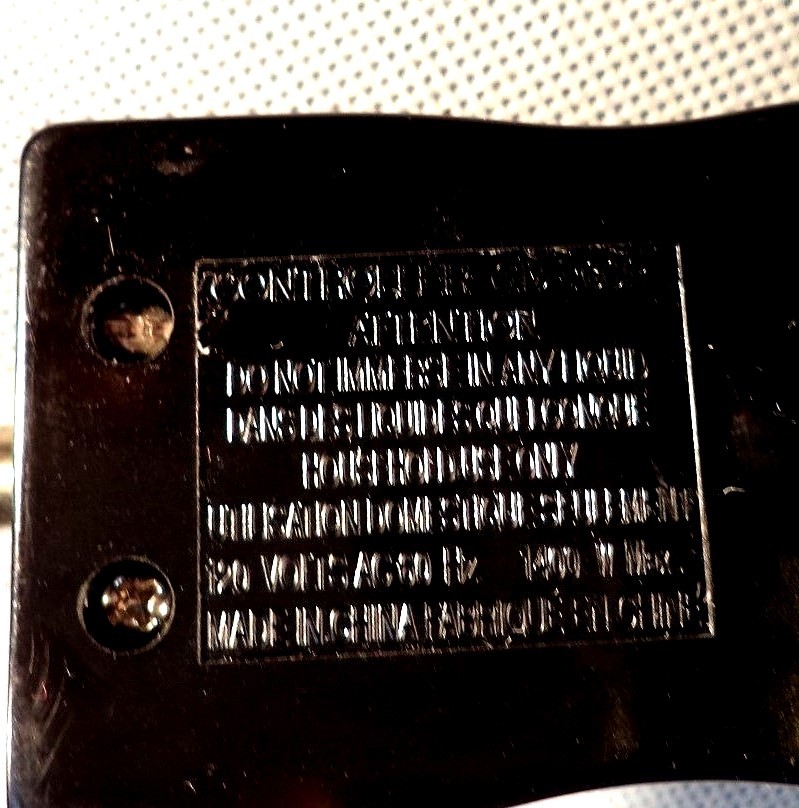 CONTROLLER
ATTENTION
DO NOT IMMERSE IN ANY LIQUID
DANS DES LIQUIDES QUELCONQUE
HOUSEHOLD USE ONLY
UTILISATION DOMESTIQUE SEULEMENT
120 VOLTS AC 60 Hz 1400 W Max.
MADE IN CHINA FABRIQUE EN CHINE